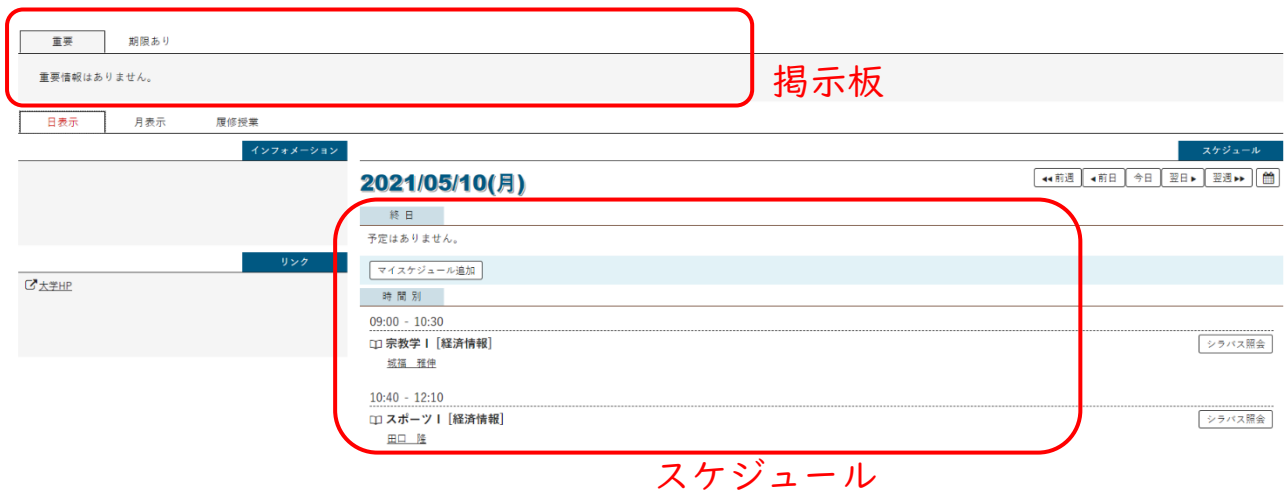 重要 期限あり
重要情報はありません。
掲示板
日表示 月表示 履修授業
インフォメーション
スケジュール
2021/05/10(月)
前週 前日 今日 翌日 翌週
終日
予定はありません。
リンク
マイスケジュール追加
大学HP
時間別
09:00 - 10:30
宗教学Ⅰ [経済情報]
シラバス照会
城福 雅伸
10:40 - 12:10
スポーツⅠ [経済情報]
シラバス照会
田口 隆
スケジュール